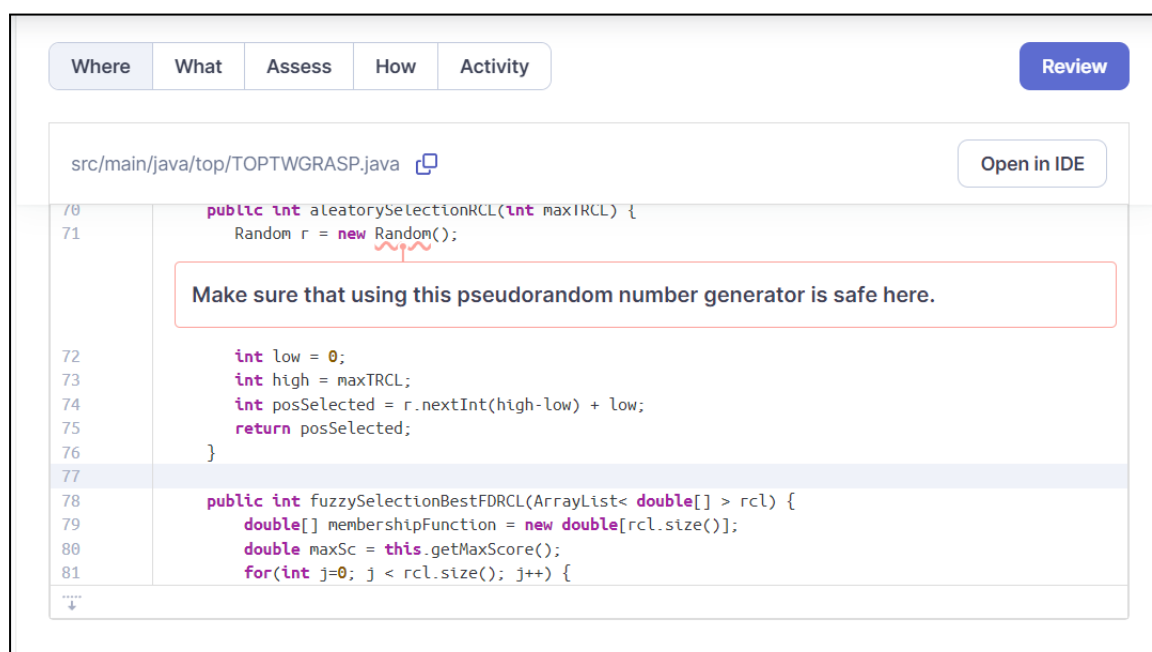 Where What Assess How Activity Review
src/main/java/top/TOPTWGRASP.java Open in IDE
70 public int aleatorySelectionRCL(int maxTRCL) {
71 Random r = new Random();
Make sure that using this pseudorandom number generator is safe here.
72 int low = 0;
73 int high = maxTRCL;
74 int posSelected = r.nextInt(high-low) + low;
75 return posSelected;
76 }
77
78 public int fuzzySelectionBestFDRCL(ArrayList< double[] > rcl) {
79 double[] membershipFunction = new double[rcl.size()];
80 double maxSc = this.getMaxScore();
81 for(int j=0; j < rcl.size(); j++) {